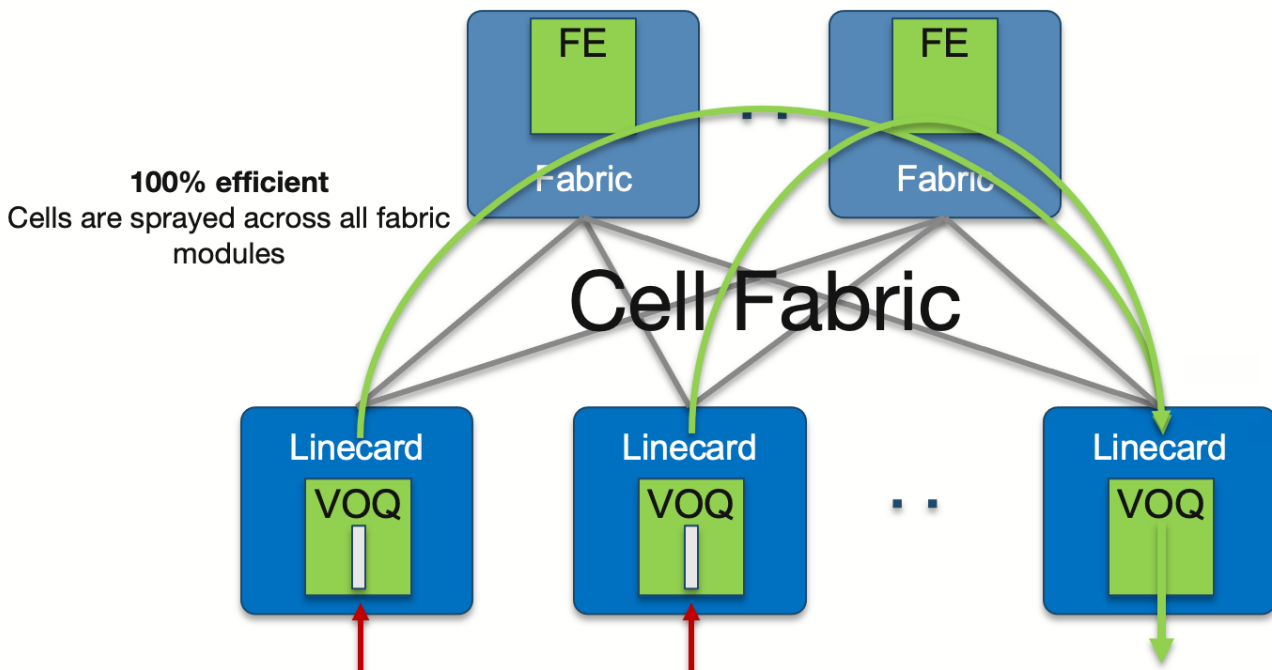 FE
FE
Fabric
Fabric
100% efficient
Cells are sprayed across all fabric
modules
Cell Fabric
Linecard
Linecard
Linecard
VOQ
VOQ
VOQ